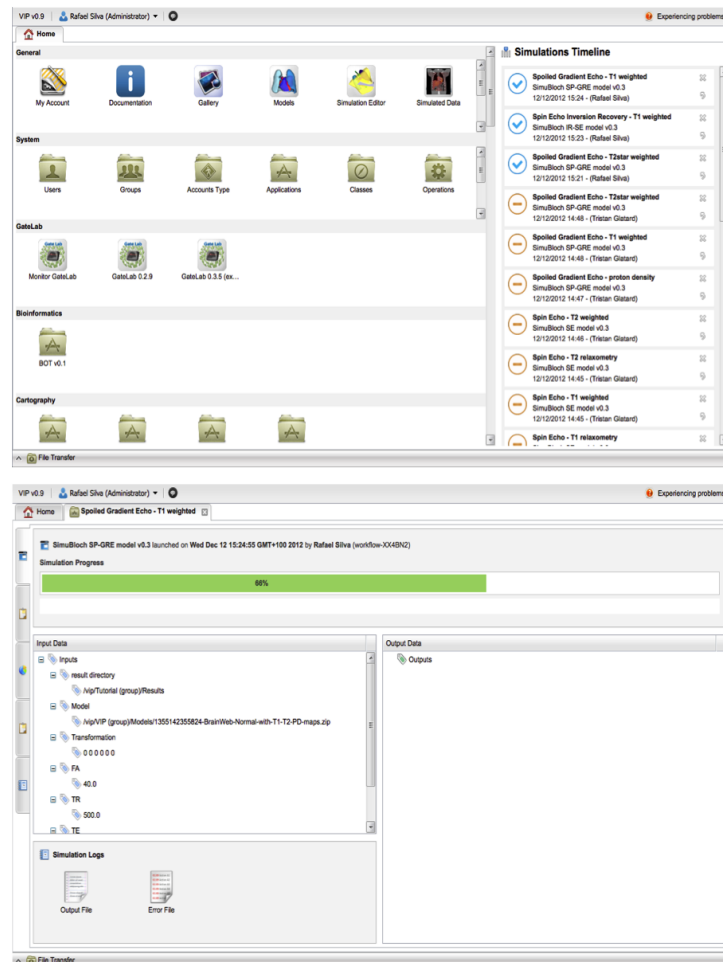 VIP v0.9 Rafael Silva (Administrator) Experiencing problems
Home
General
My Account Documentation Gallery Models Simulation Editor Simulated Data
System
Users Groups Accounts Type Applications Classes Operations
GateLab
Monitor GateLab GateLab 0.2.9 GateLab 0.3.5 (ex...
Bioinformatics
BOT v0.1
Cartography
Simulations Timeline
Spoiled Gradient Echo - T1 weighted
SimuBloch SP-GRE model v0.3
12/12/2012 15:24 - (Rafael Silva)
Spin Echo Inversion Recovery - T1 weighted
SimuBloch IR-SE model v0.3
12/12/2012 15:23 - (Rafael Silva)
Spoiled Gradient Echo - T2star weighted
SimuBloch SP-GRE model v0.3
12/12/2012 15:21 - (Rafael Silva)
Spoiled Gradient Echo - T2star weighted
SimuBloch SP-GRE model v0.3
12/12/2012 14:48 - (Tristan Glatard)
Spoiled Gradient Echo - T1 weighted
SimuBloch SP-GRE model v0.3
12/12/2012 14:48 - (Tristan Glatard)
Spoiled Gradient Echo - proton density
SimuBloch SP-GRE model v0.3
12/12/2012 14:47 - (Tristan Glatard)
Spin Echo - T2 weighted
SimuBloch SE model v0.3
12/12/2012 14:46 - (Tristan Glatard)
Spin Echo - T2 relaxometry
SimuBloch SE model v0.3
12/12/2012 14:45 - (Tristan Glatard)
Spin Echo - T1 weighted
SimuBloch SE model v0.3
12/12/2012 14:45 - (Tristan Glatard)
Spin Echo - T1 relaxometry
File Transfer
VIP v0.9 Rafael Silva (Administrator) Experiencing problems
Home Spoiled Gradient Echo - T1 weighted
SimuBloch SP-GRE model v0.3 launched on Wed Dec 12 15:24:55 GMT+100 2012 by Rafael Silva (workflow-XX4BN2)
Simulation Progress
66%
Input Data
Inputs
result directory
/vip/Tutorial (group)/Results
Model
/vip/VIP (group)/Models/1355142355824-BrainWeb-Normal-with-T1-T2-PD-maps.zip
Transformation
0 0 0 0 0 0
FA
40.0
TR
500.0
TE
Output Data
Outputs
Simulation Logs
Output File Error File
File Transfer